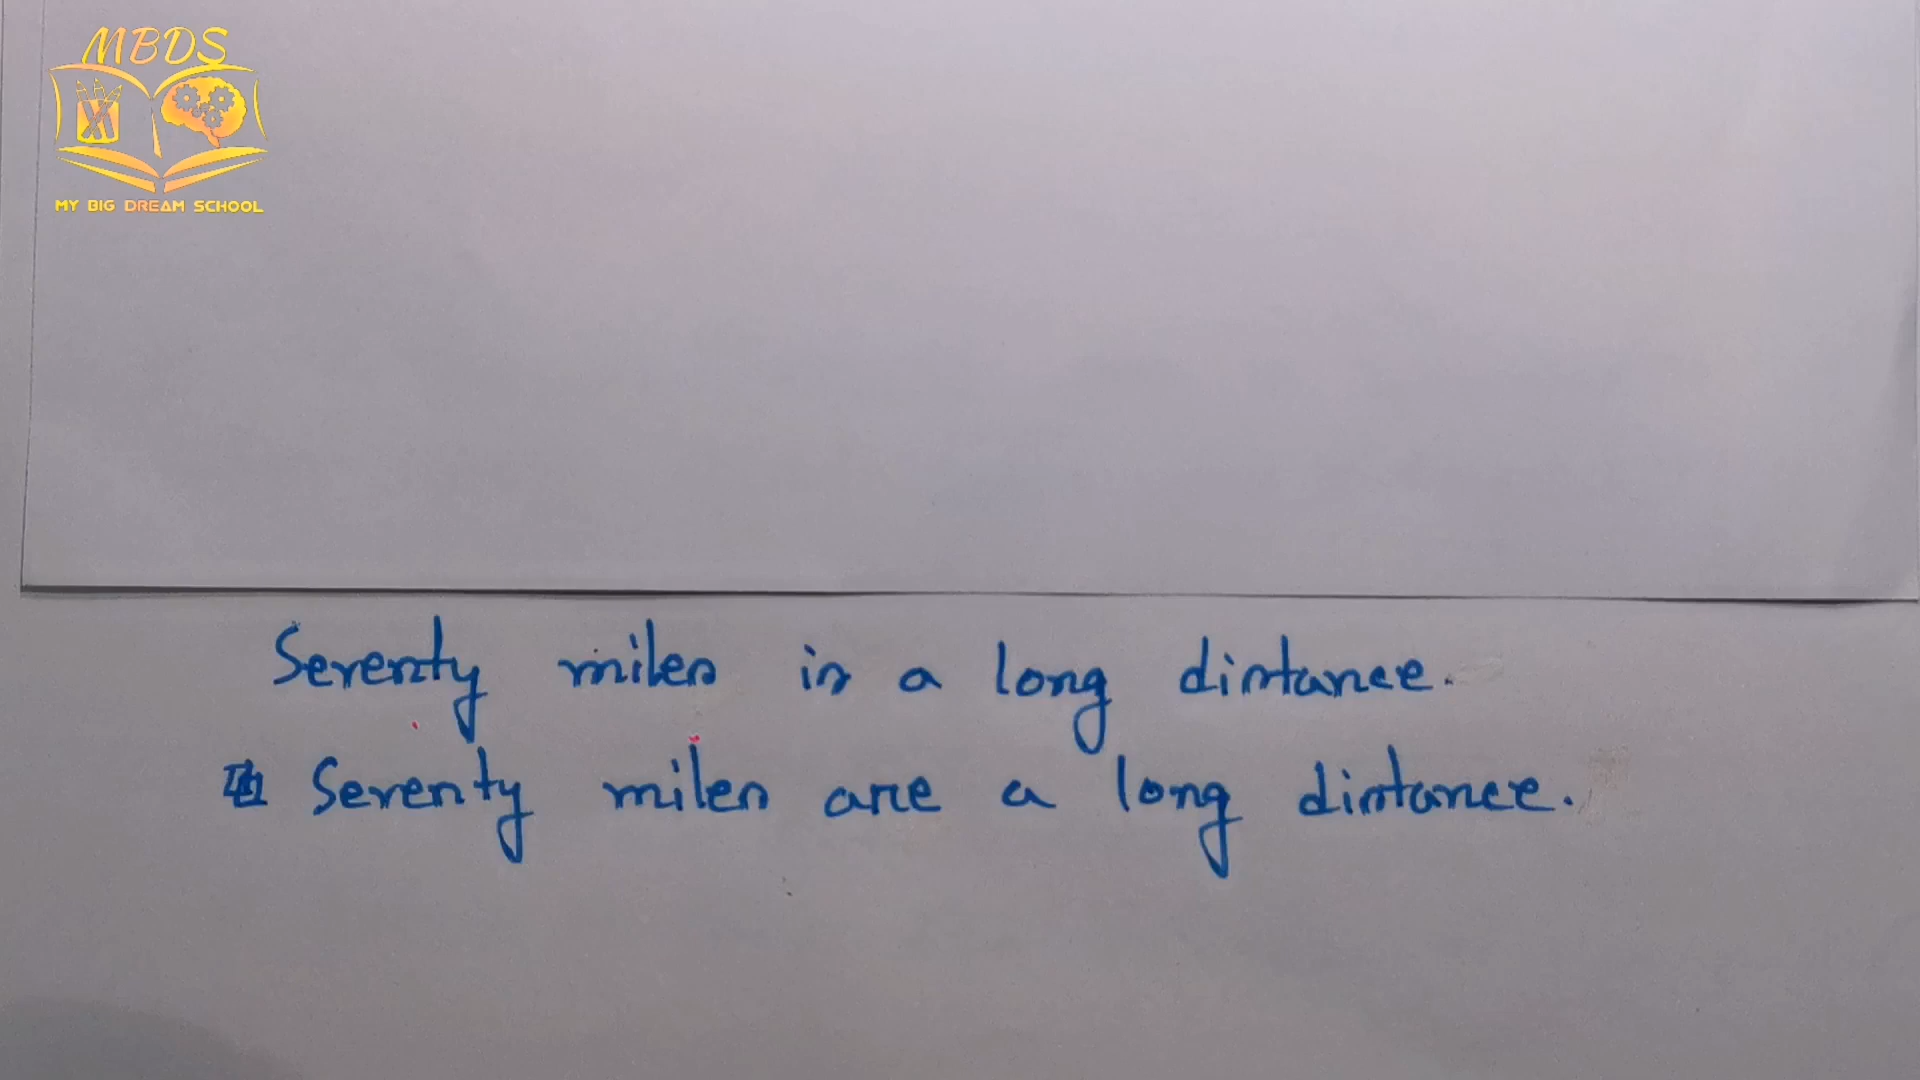 MBDS
MY BIG DREAM SCHOOL
Seventy miles is a long distance.
Seventy miles are a long distance.